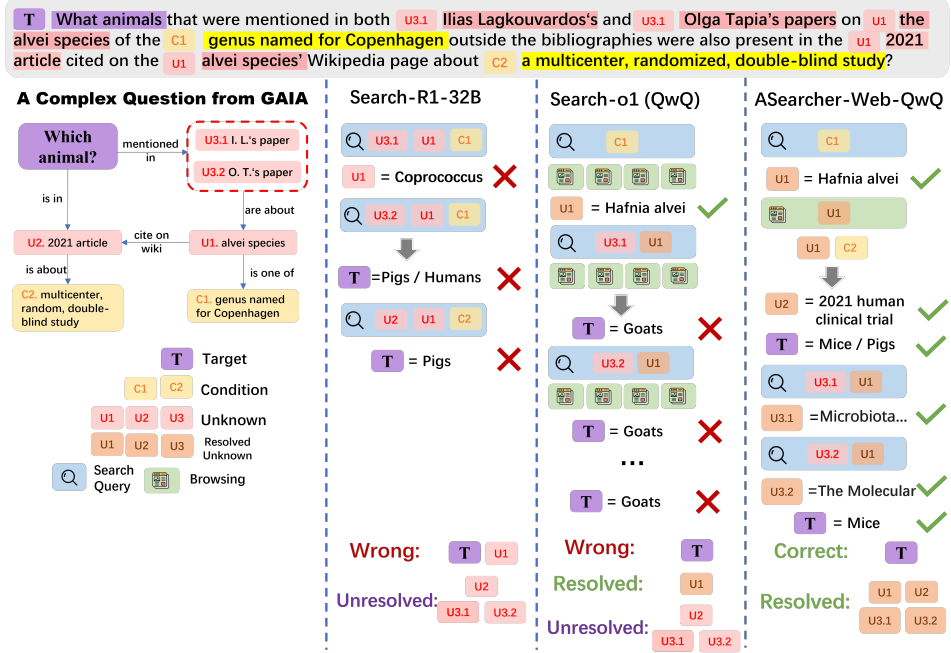 T What animals that were mentioned in both U3.1 Ilias Lagkouvardos‘s and U3.1 Olga Tapia’s papers on U1 the
alvei species of the C1 genus named for Copenhagen outside the bibliographies were also present in the U1 2021
article cited on the U1 alvei species’ Wikipedia page about C2 a multicenter, randomized, double-blind study?
A Complex Question from GAIA
Which
animal?
mentioned
in
U3.1 I. L.'s paper
U3.2 O. T.'s paper
is in
are about
U2. 2021 article
cite on
wiki
U1. alvei species
is about
is one of
C2. multicenter,
random, double-
blind study
C1. genus named
for Copenhagen
T Target
C1 C2 Condition
U1 U2 U3 Unknown
U1 U2 U3 Resolved
Unknown
Search
Query
Browsing
Search-R1-32B
U3.1 U1 C1
U1 = Coprococcus
U3.2 U1 C1
T =Pigs / Humans
U2 U1 C2
T = Pigs
Wrong: T U1
Unresolved: U2
U3.1 U3.2
Search-o1 (QwQ)
C1
U1 = Hafnia alvei
U3.1 U1
T = Goats
U3.2 U1
T = Goats
...
T = Goats
Wrong: T
Resolved: U1
Unresolved: U2
U3.1 U3.2
ASearcher-Web-QwQ
C1
U1 = Hafnia alvei
U1
U1 C2
U2 = 2021 human
clinical trial
T = Mice / Pigs
U3.1 U1
U3.1 =Microbiota...
U3.2 U1
U3.2 =The Molecular
T = Mice
Correct: T
Resolved: U1 U2
U3.1 U3.2